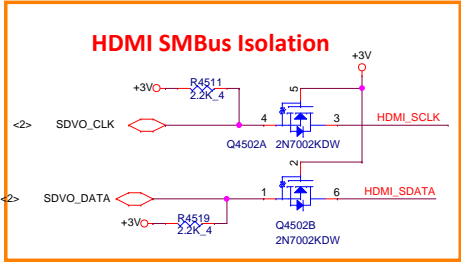 HDMI SMBus Isolation
+3V
+3V
R4511
2.2K_4
5
<2>
SDVO_CLK
4
3
HDMI_SCLK
Q4502A
2N7002KDW
2
<2>
SDVO_DATA
1
6
HDMI_SDATA
+3V
R4519
2.2K_4
Q4502B
2N7002KDW